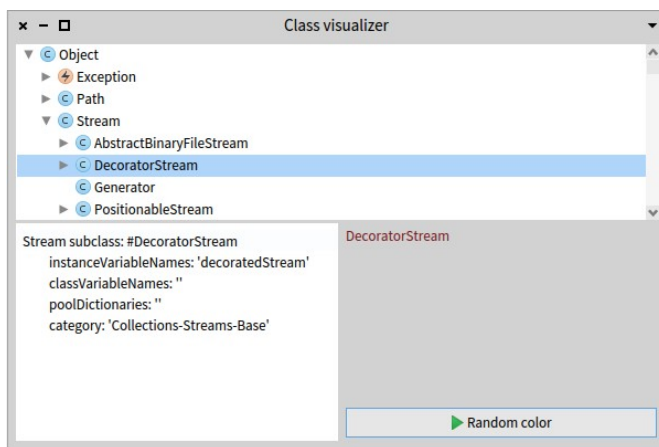 Class visualizer
Object
Exception
Path
Stream
AbstractBinaryFileStream
DecoratorStream
Generator
PositionableStream
Stream subclass: #DecoratorStream
instanceVariableNames: 'decoratedStream'
classVariableNames: ''
poolDictionaries: ''
category: 'Collections-Streams-Base'
DecoratorStream
Random color